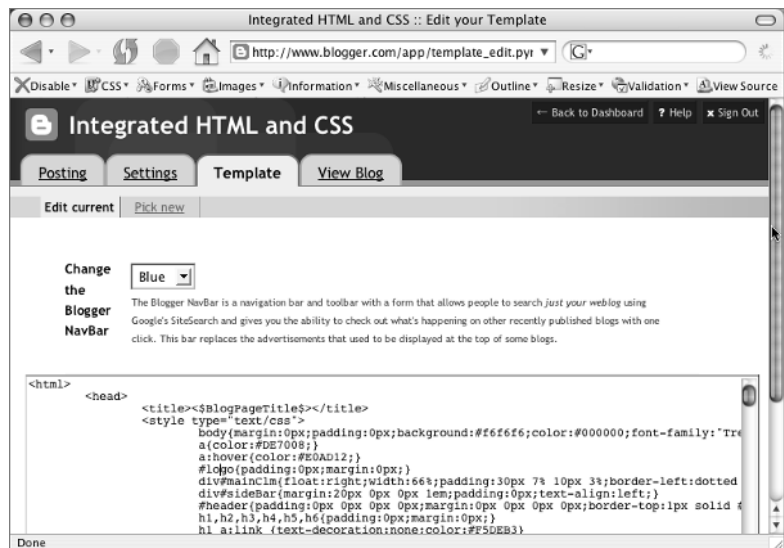 Integrated HTML and CSS :: Edit your Template
http://www.blogger.com/app/template_edit.pyr
G
Disable CSS Forms Images Information Miscellaneous Outline Resize Validation View Source
B Integrated HTML and CSS
← Back to Dashboard ? Help x Sign Out
Posting Settings Template View Blog
Edit current Pick new
Change
the
Blogger
NavBar
Blue
The Blogger NavBar is a navigation bar and toolbar with a form that allows people to search just your weblog using
Google's SiteSearch and gives you the ability to check out what's happening on other recently published blogs with one
click. This bar replaces the advertisements that used to be displayed at the top of some blogs.
<html>
<head>
<title><$BlogPageTitle$></title>
<style type="text/css">
body{margin:0px;padding:0px;background:#f6f6f6;color:#000000;font-family:"Tre
a{color:#DE7008;}
a:hover{color:#E0AD12;}
#logo{padding:0px;margin:0px;}
div#mainClm{float:right;width:66%;padding:30px 7% 10px 3%;border-left:dotted
div#sideBar{margin:20px 0px 0px 1em;padding:0px;text-align:left;}
#header{padding:0px 0px 0px 0px;margin:0px 0px 0px 0px;border-top:1px solid #
h1,h2,h3,h4,h5,h6{padding:0px;margin:0px;}
h1 a:link {text-decoration:none;color:#F5DEB3}
Done